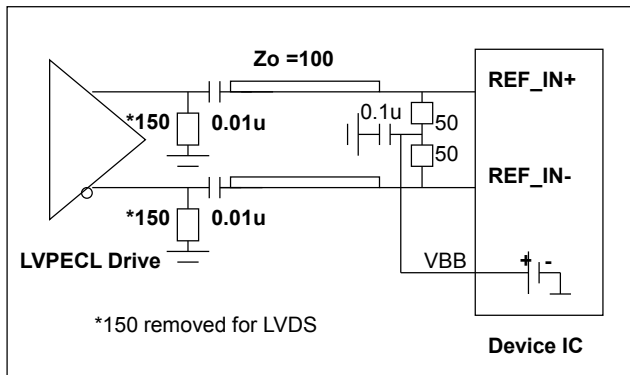 Zo =100
REF_IN+
*150
0.01u
0.1u
50
50
REF_IN-
*150
0.01u
LVPECL Drive
VBB
+ -
*150 removed for LVDS
Device IC